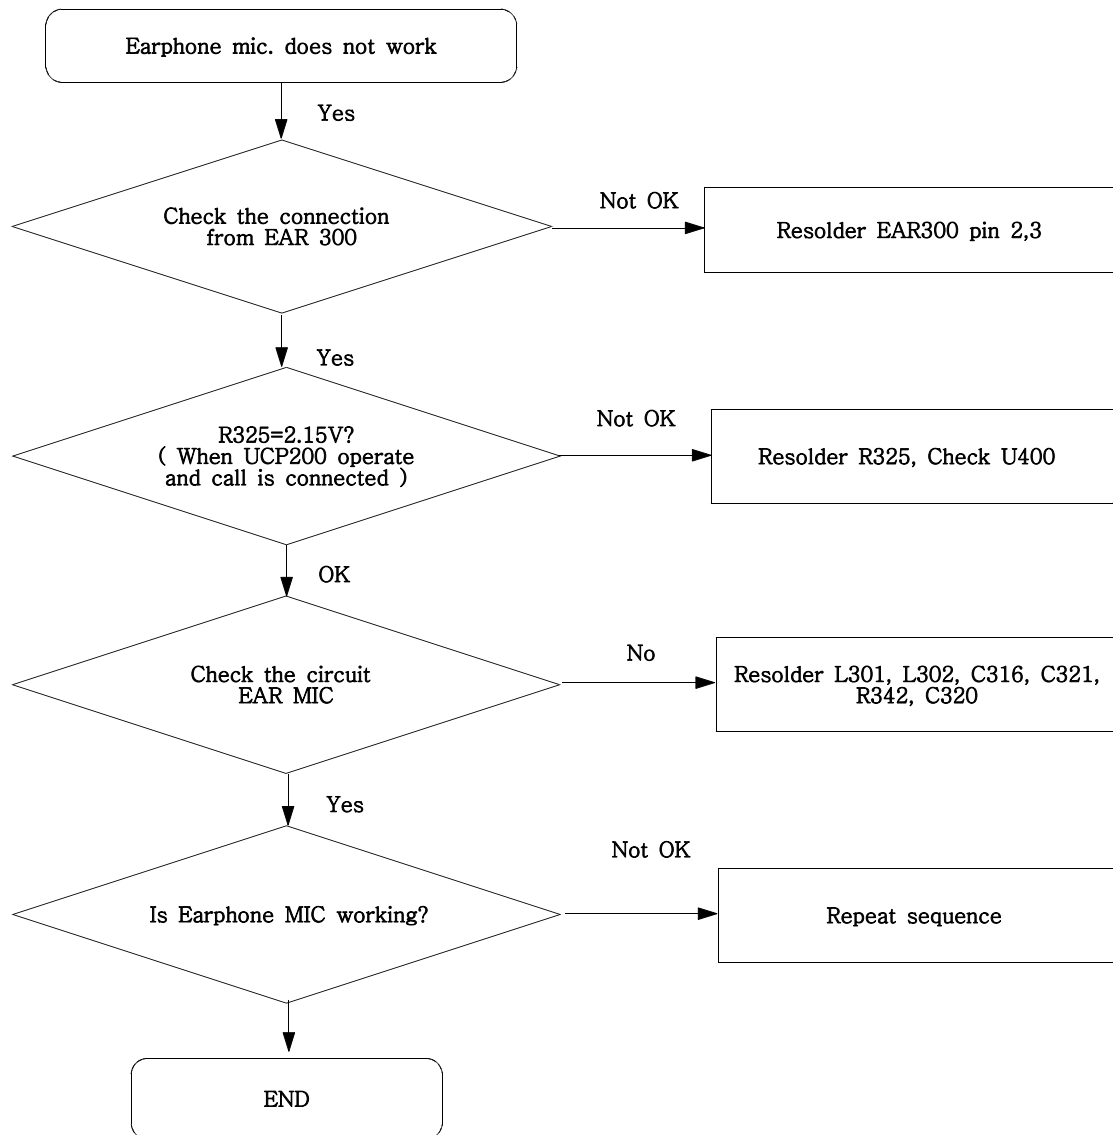 Earphone mic. does not work
Yes
Check the connection
from EAR 300
Not OK
Resolder EAR300 pin 2,3
Yes
R325=2.15V?
( When UCP200 operate
and call is connected )
Not OK
Resolder R325, Check U400
OK
Check the circuit
EAR MIC
No
Resolder L301, L302, C316, C321,
R342, C320
Yes
Is Earphone MIC working?
Not OK
Repeat sequence
END